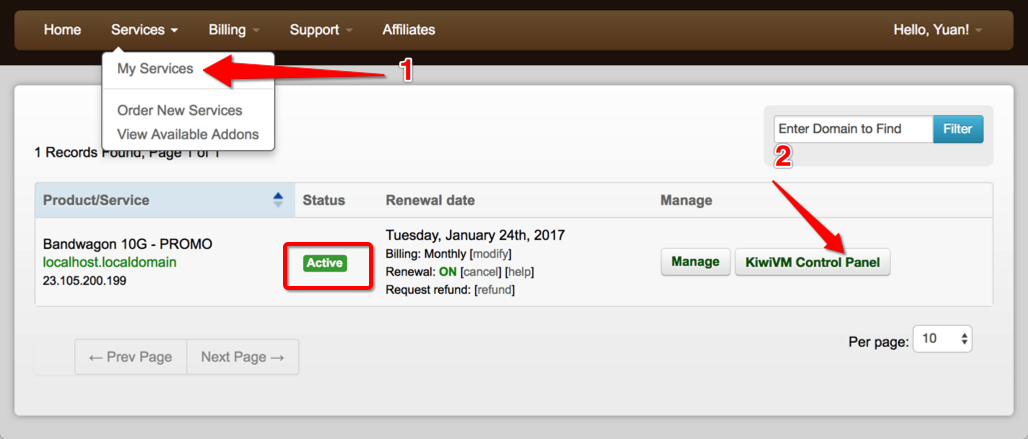 Home Services Billing Support Affiliates Hello, Yuan!
My Services
1
Order New Services
View Available Addons
1 Records Found, Page 1 of 1
Enter Domain to Find Filter
2
Product/Service Status Renewal date Manage
Bandwagon 10G - PROMO
localhost.localdomain
23.105.200.199
Active
Tuesday, January 24th, 2017
Billing: Monthly [modify]
Renewal: ON [cancel] [help]
Request refund: [refund]
Manage KiwiVM Control Panel
Per page: 10
← Prev Page Next Page →